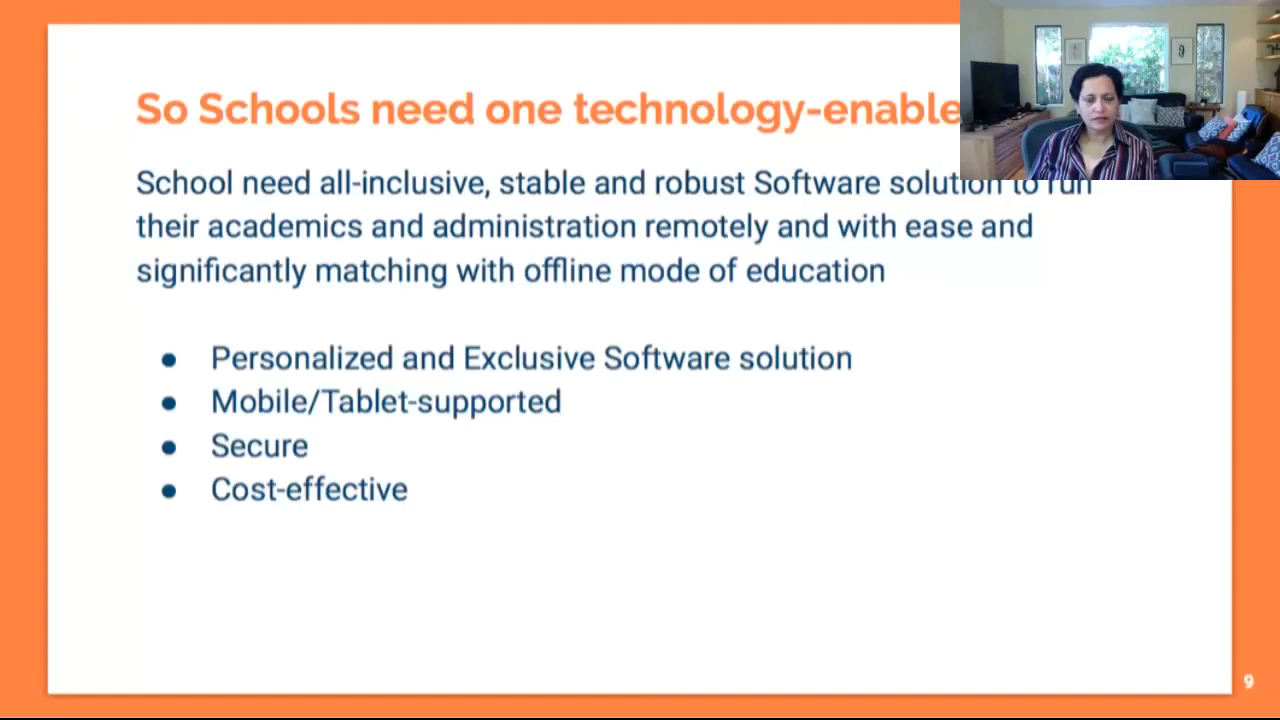 So Schools need one technology-enable
School need all-inclusive, stable and robust Software solution to run
their academics and administration remotely and with ease and
significantly matching with offline mode of education
● Personalized and Exclusive Software solution
● Mobile/Tablet-supported
● Secure
● Cost-effective
9